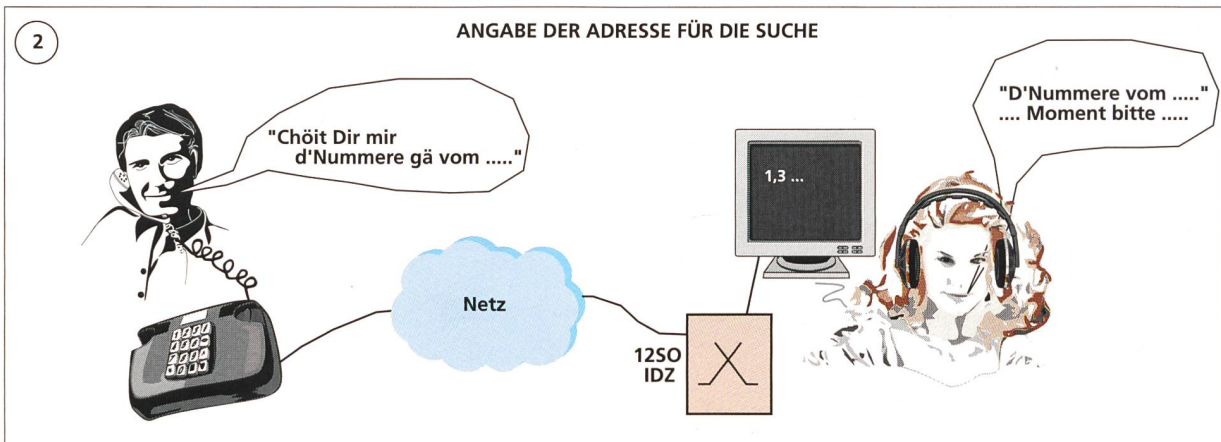 2
ANGABE DER ADRESSE FÜR DIE SUCHE
"Chöit Dir mir
d'Nummere gä vom ....."
"D'Nummere vom ....."
.... Moment bitte .....
1,3 ...
Netz
12SO
IDZ